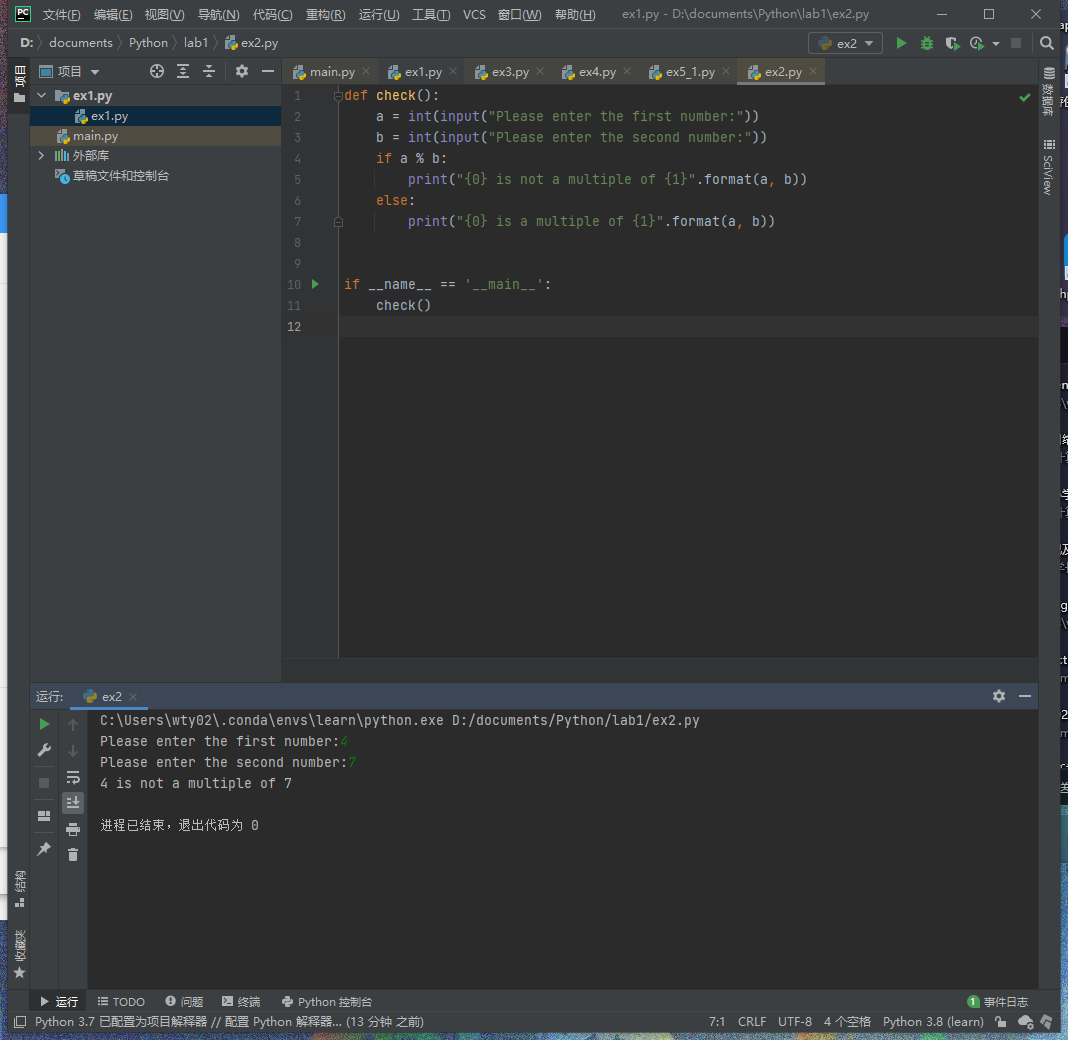 PC 文件(F) 编辑(E) 视图(V) 导航(N) 代码(C) 重构(R) 运行(U) 工具(T) VCS 窗口(W) 帮助(H) ex1.py - D:\documents\Python\lab1\ex2.py
D: documents Python lab1 ex2.py ex2
项目 main.py ex1.py ex3.py ex4.py ex5_1.py ex2.py
项目
ex1.py
ex1.py
main.py
外部库
草稿文件和控制台
1 def check():
2 a = int(input("Please enter the first number:"))
3 b = int(input("Please enter the second number:"))
4 if a % b:
5 print("{0} is not a multiple of {1}".format(a, b))
6 else:
7 print("{0} is a multiple of {1}".format(a, b))
8
9
10 if __name__ == '__main__':
11 check()
12
数据库
SciView
运行: ex2
C:\Users\wty02\.conda\envs\learn\python.exe D:/documents/Python/lab1/ex2.py
Please enter the first number:4
Please enter the second number:7
4 is not a multiple of 7
进程已结束，退出代码为 0
结构
收藏夹
运行 TODO 问题 终端 Python 控制台 1 事件日志
Python 3.7 已配置为项目解释器 // 配置 Python 解释器... (13 分钟 之前) 7:1 CRLF UTF-8 4 个空格 Python 3.8 (learn)